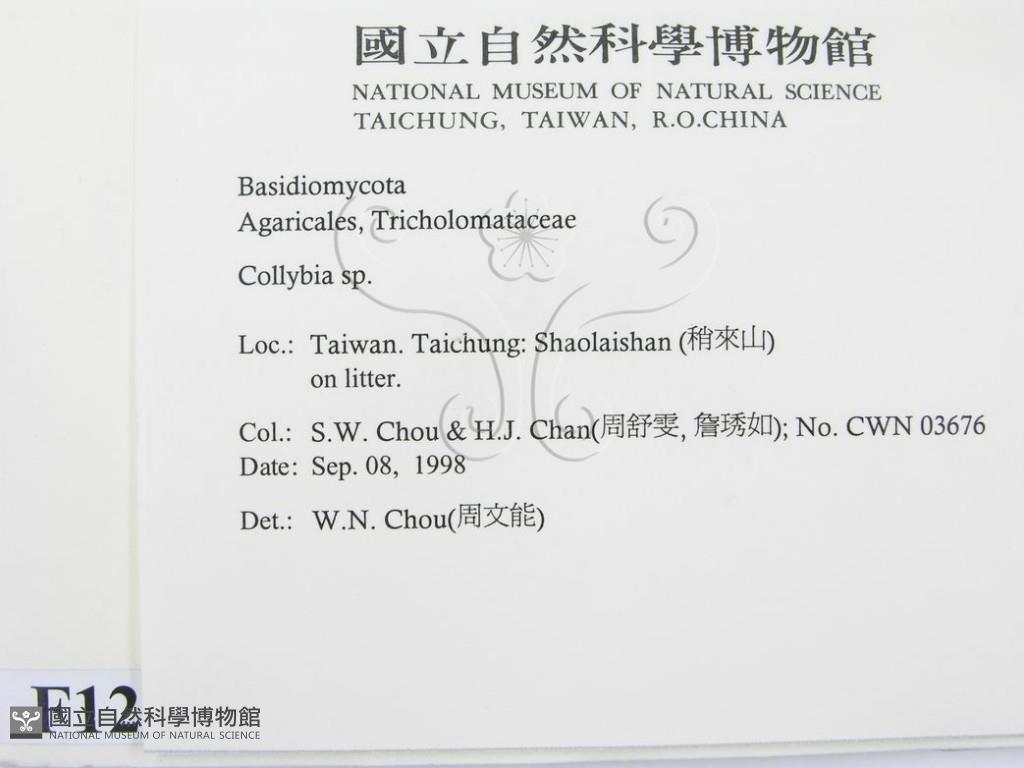 國立自然科學博物館
NATIONAL MUSEUM OF NATURAL SCIENCE
TAICHUNG, TAIWAN, R.O.CHINA
Basidiomycota
Agaricales, Tricholomataceae
Collybia sp.
Loc.: Taiwan. Taichung: Shaolaishan (稍來山)
on litter.
Col.: S.W. Chou & H.J. Chan(周舒雯, 詹琇如); No. CWN 03676
Date: Sep. 08, 1998
Det.: W.N. Chou(周文能)
F12
國立自然科學博物館
NATIONAL MUSEUM OF NATURAL SCIENCE